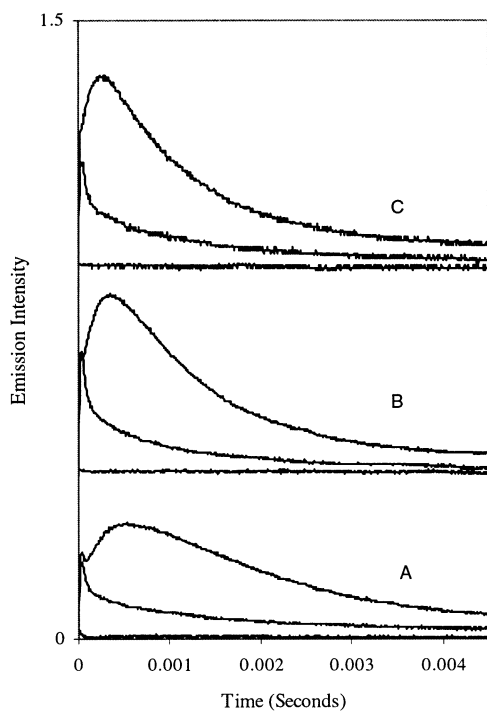 1.5
Emission Intensity
C
B
A
0
0 0.001 0.002 0.003 0.004
Time (Seconds)